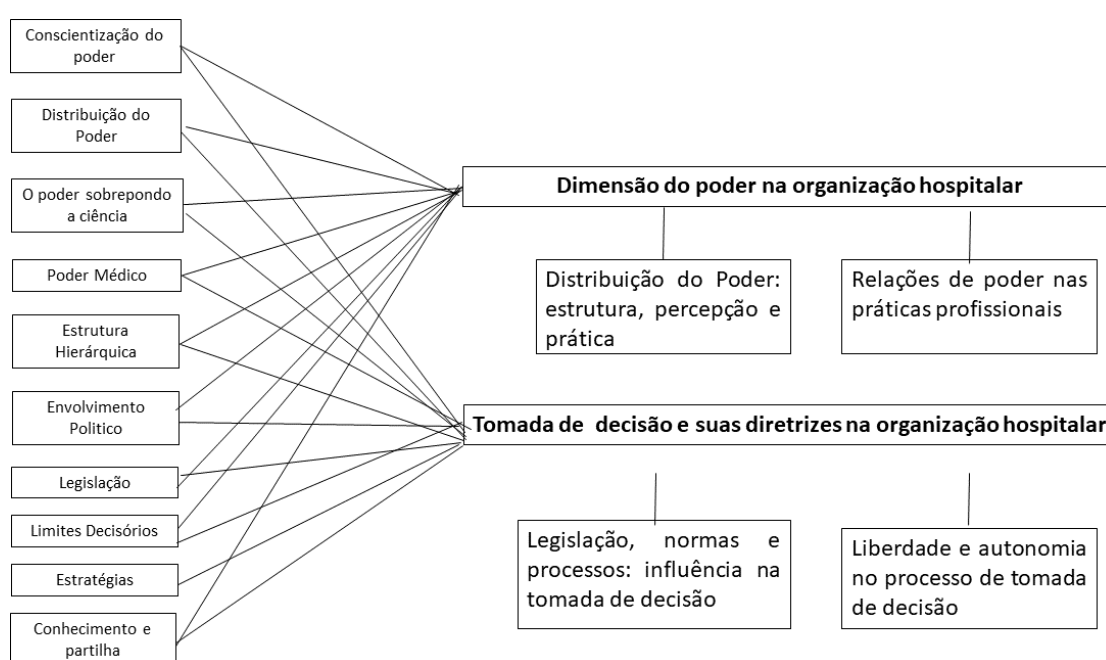 Conscientização do
poder
Distribuição do
Poder
O poder sobrepondo
a ciência
Poder Médico
Estrutura
Hierárquica
Envolvimento
Politico
Legislação
Limites Decisórios
Estratégias
Conhecimento e
partilha
Dimensão do poder na organização hospitalar
Distribuição do Poder:
estrutura, percepção e
prática
Relações de poder nas
práticas profissionais
Tomada de decisão e suas diretrizes na organização hospitalar
Legislação, normas e
processos: influência na
tomada de decisão
Liberdade e autonomia
no processo de tomada
de decisão